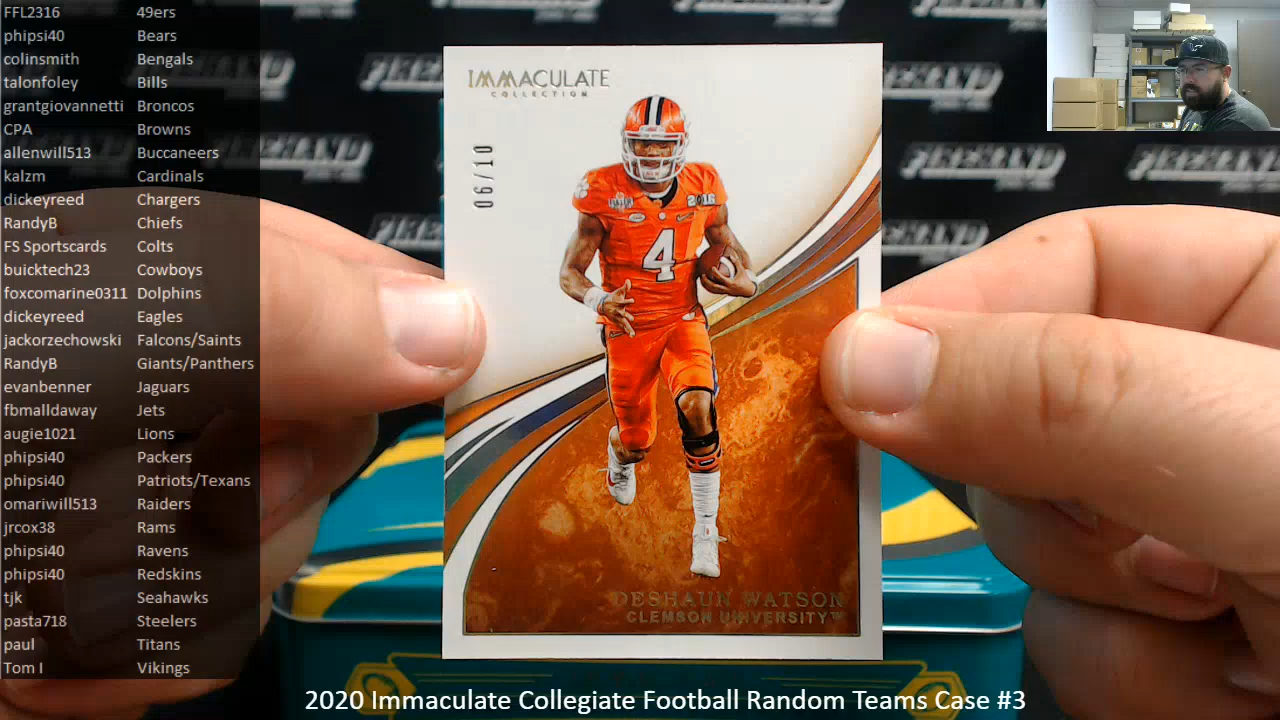 FFL2316 49ers
phipsi40 Bears
colinsmith Bengals
talonfoley Bills
grantgiovannetti Broncos
CPA Browns
allenwill513 Buccaneers
kalzm Cardinals
dickeyreed Chargers
RandyB Chiefs
FS Sportscards Colts
buicktech23 Cowboys
foxcomarine0311 Dolphins
dickeyreed Eagles
jackorzechowski Falcons/Saints
RandyB Giants/Panthers
evanbenner Jaguars
fbmalldaway Jets
augie1021 Lions
phipsi40 Packers
phipsi40 Patriots/Texans
omariwill513 Raiders
jrcox38 Rams
phipsi40 Ravens
phipsi40 Redskins
tjk Seahawks
pasta718 Steelers
paul Titans
Tom I Vikings
IMMACULATE
COLLECTION
06/10
2016
4
DESHAUN WATSON
CLEMSON UNIVERSITY™
2020 Immaculate Collegiate Football Random Teams Case #3